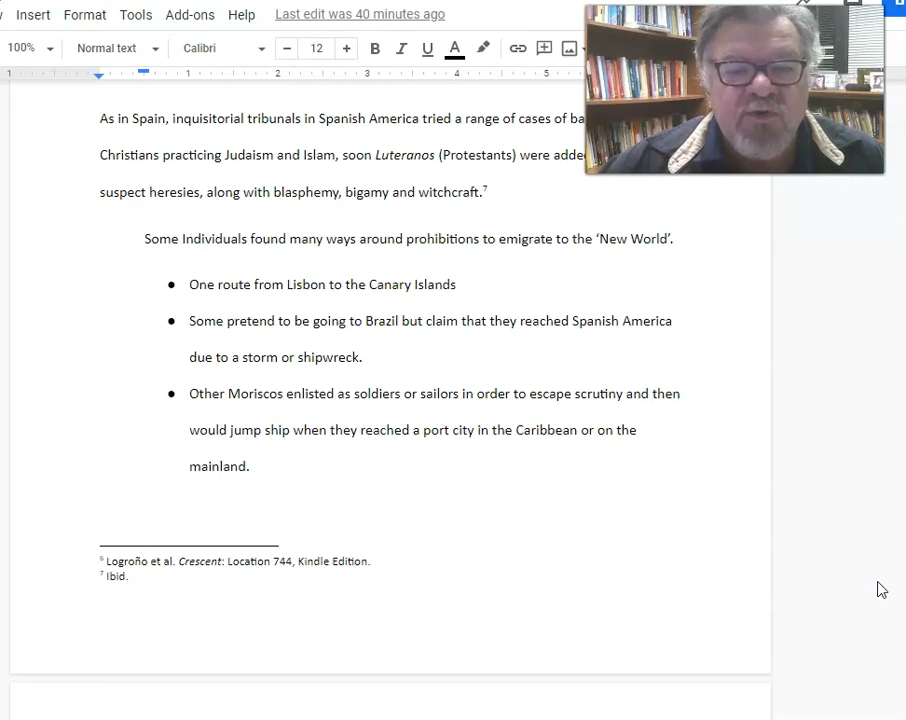 Insert Format Tools Add-ons Help Last edit was 40 minutes ago
100% Normal text Calibri 12 B I U A
1 1 2 3 4 5
As in Spain, inquisitorial tribunals in Spanish America tried a range of cases of
Christians practicing Judaism and Islam, soon Luteranos (Protestants) were
suspect heresies, along with blasphemy, bigamy and witchcraft.7
Some Individuals found many ways around prohibitions to emigrate to the ‘New World’.
● One route from Lisbon to the Canary Islands
● Some pretend to be going to Brazil but claim that they reached Spanish America
due to a storm or shipwreck.
● Other Moriscos enlisted as soldiers or sailors in order to escape scrutiny and then
would jump ship when they reached a port city in the Caribbean or on the
mainland.
6 Logroño et al. Crescent: Location 744, Kindle Edition.
7 Ibid.